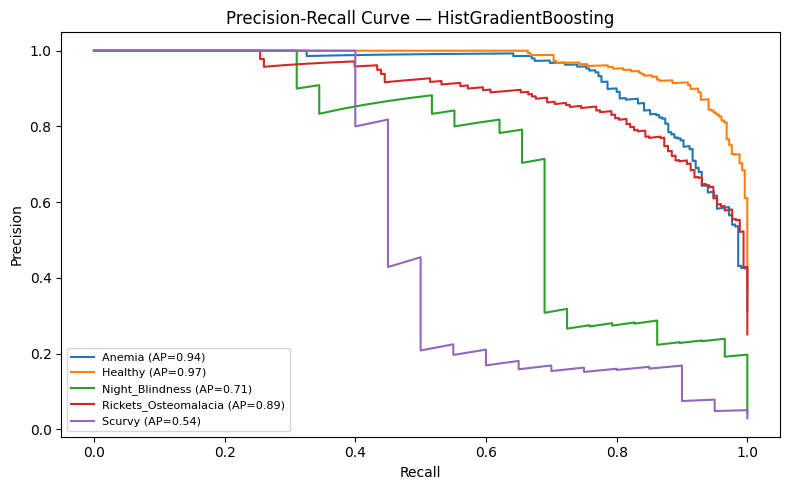 Precision-Recall Curve — HistGradientBoosting
Precision
1.0
0.8
0.6
0.4
0.2
0.0
Anemia (AP=0.94)
Healthy (AP=0.97)
Night_Blindness (AP=0.71)
Rickets_Osteomalacia (AP=0.89)
Scurvy (AP=0.54)
0.0 0.2 0.4 0.6 0.8 1.0
Recall